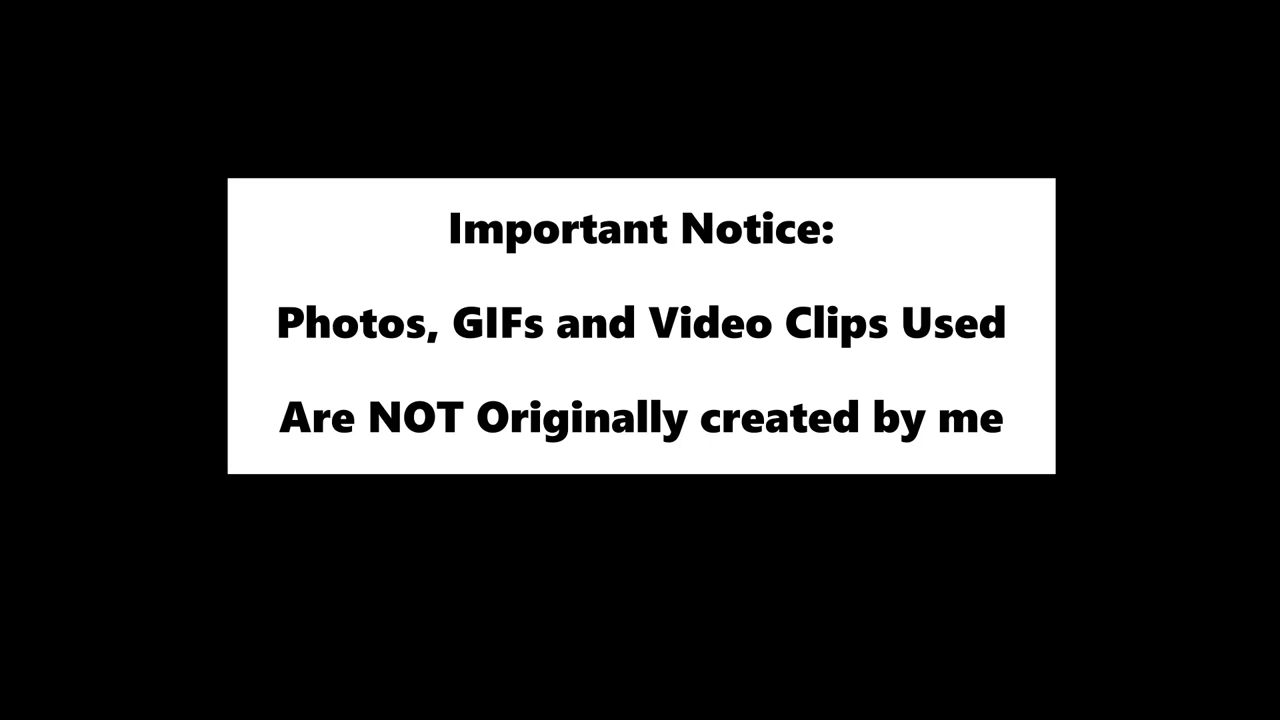 Important Notice:
Photos, GIFs and Video Clips Used
Are NOT Originally created by me